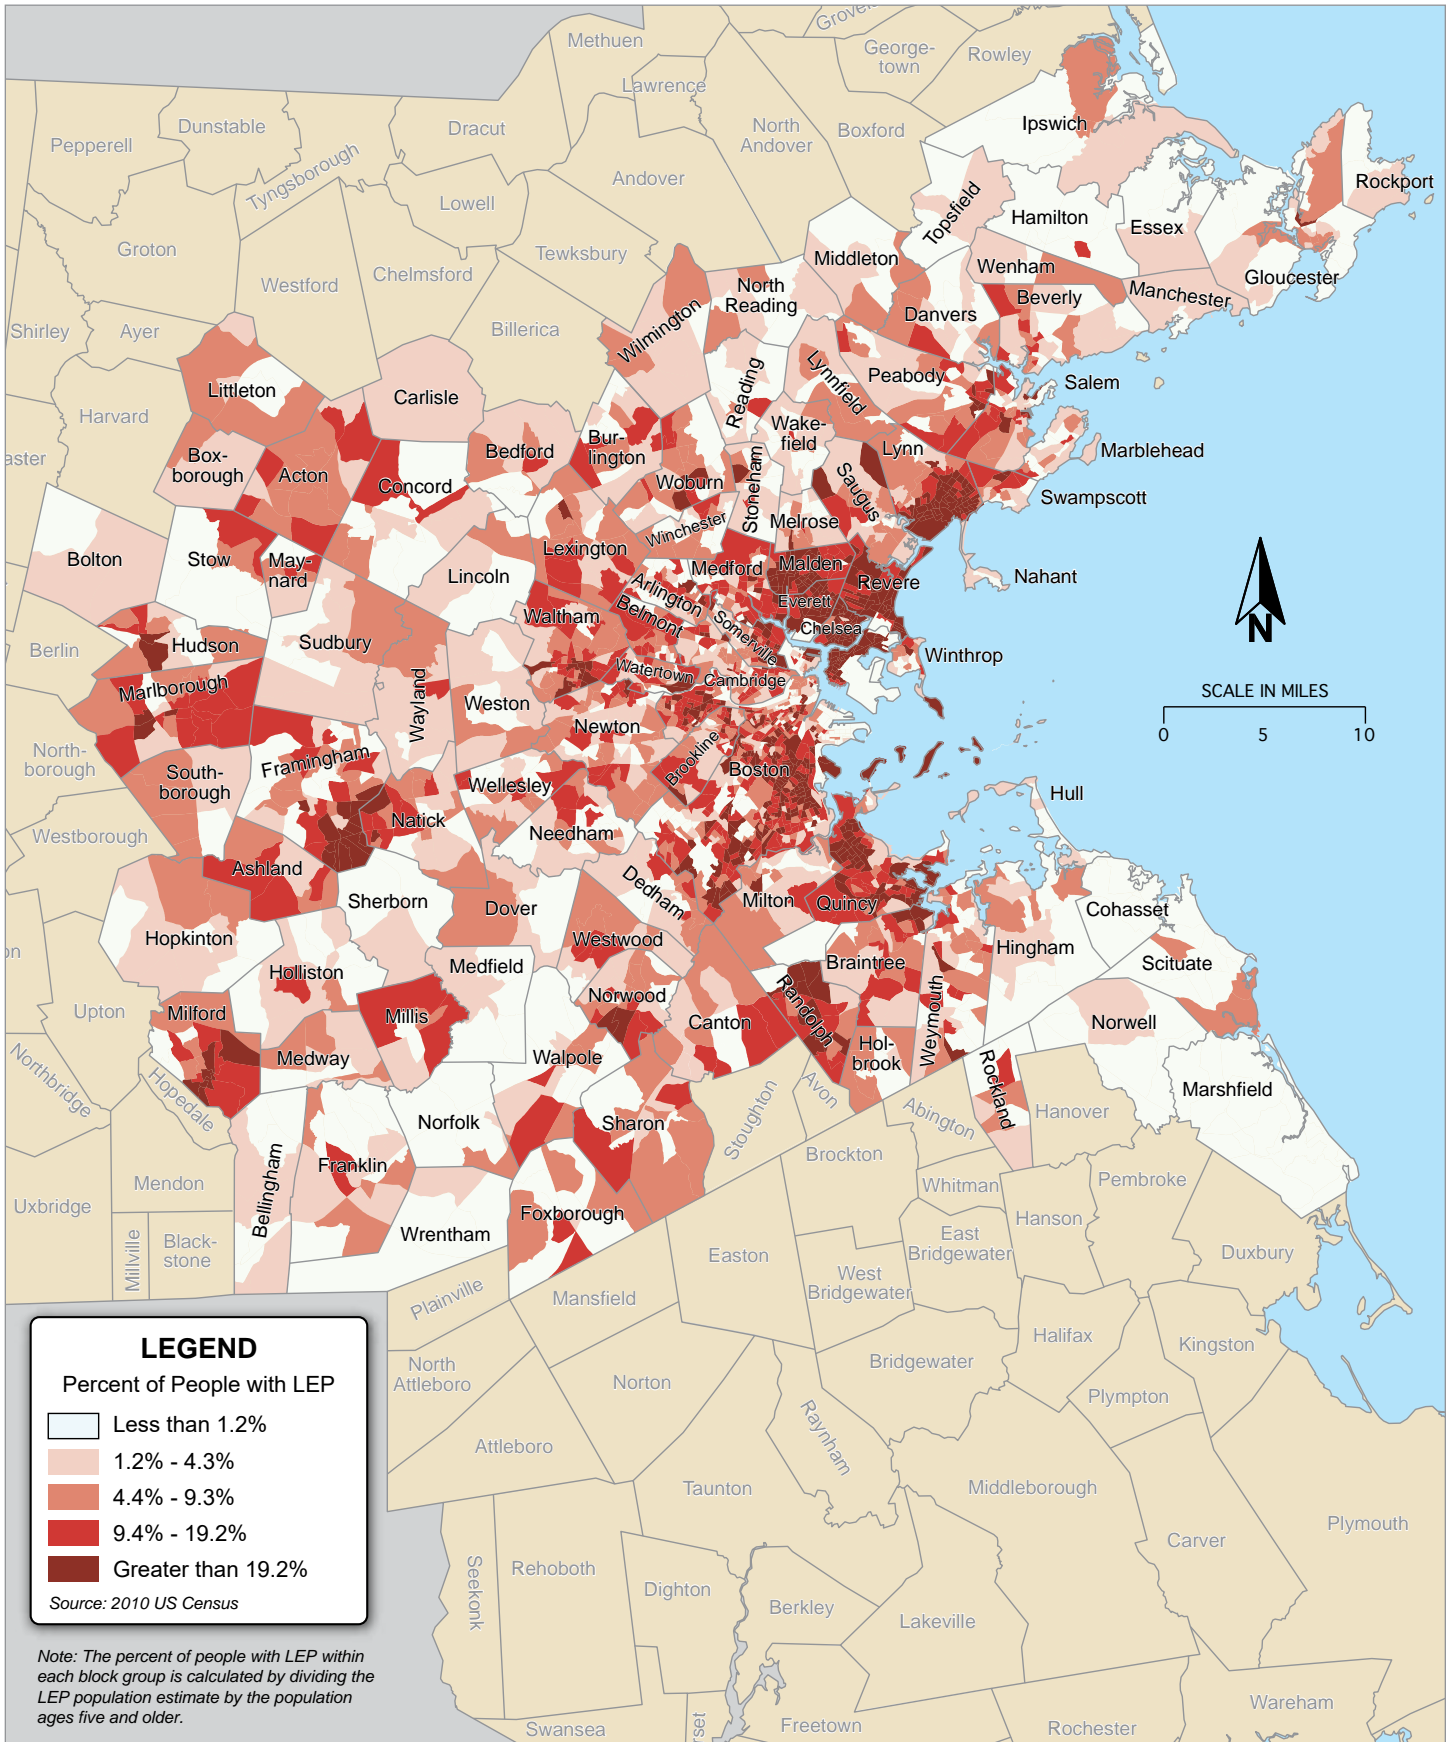 Methuen
Grovel
George-
town
Rowley
Lawrence
Ipswich
Pepperell
Dunstable
Dracut
North
Andover
Boxford
Tyngsborough
Andover
Rockport
Lowell
Topsfield
Hamilton
Essex
Groton
Tewksbury
Middleton
Westford
Chelmsford
Wenham
Gloucester
North
Reading
Beverly
Manchester
Shirley
Ayer
Billerica
Wilmington
Danvers
Littleton
Carlisle
Reading
Lynnfield
Peabody
Salem
Harvard
Wake-
field
aster
Box-
borough
Acton
Concord
Bedford
Bur-
lington
Lynn
Marblehead
Woburn
Stoneham
Saugus
Swampscott
Winchester
Melrose
Bolton
Stow
May-
nard
Lincoln
Lexington
Medford
Malden
Revere
Nahant
Arlington
Everett
Waltham
Belmont
Somerville
Chelsea
N
Berlin
Hudson
Sudbury
Winthrop
Marlborough
Wayland
Weston
Watertown
Cambridge
SCALE IN MILES
0
5
10
North-
borough
Framingham
Newton
Brookline
Boston
South-
borough
Wellesley
Hull
Westborough
Natick
Needham
Ashland
Sherborn
Dover
Dedham
Milton
Quincy
Cohasset
Hopkinton
Westwood
Hingham
on
Holliston
Medfield
Braintree
Scituate
Upton
Milford
Millis
Norwood
Randolph
Weymouth
Canton
Norwell
Medway
Walpole
Hol-
brook
Northbridge
Hopedale
Stoughton
Avon
Rockland
Marshfield
Norfolk
Sharon
Abington
Hanover
Franklin
Brockton
Mendon
Bellingham
Whitman
Pembroke
Uxbridge
Foxborough
Hanson
Wrentham
Millville
Black-
stone
Easton
East
Bridgewater
Duxbury
West
Bridgewater
Plainville
Mansfield
Halifax
Kingston
North
Attleboro
Norton
Bridgewater
Plympton
Attleboro
Raynham
Taunton
Middleborough
Plymouth
Carver
Seekonk
Rehoboth
Dighton
Berkley
Lakeville
Wareham
Swansea
rset
Freetown
Rochester
LEGEND
Percent of People with LEP
Less than 1.2%
1.2% - 4.3%
4.4% - 9.3%
9.4% - 19.2%
Greater than 19.2%
Source: 2010 US Census
Note: The percent of people with LEP within
each block group is calculated by dividing the
LEP population estimate by the population
ages five and older.